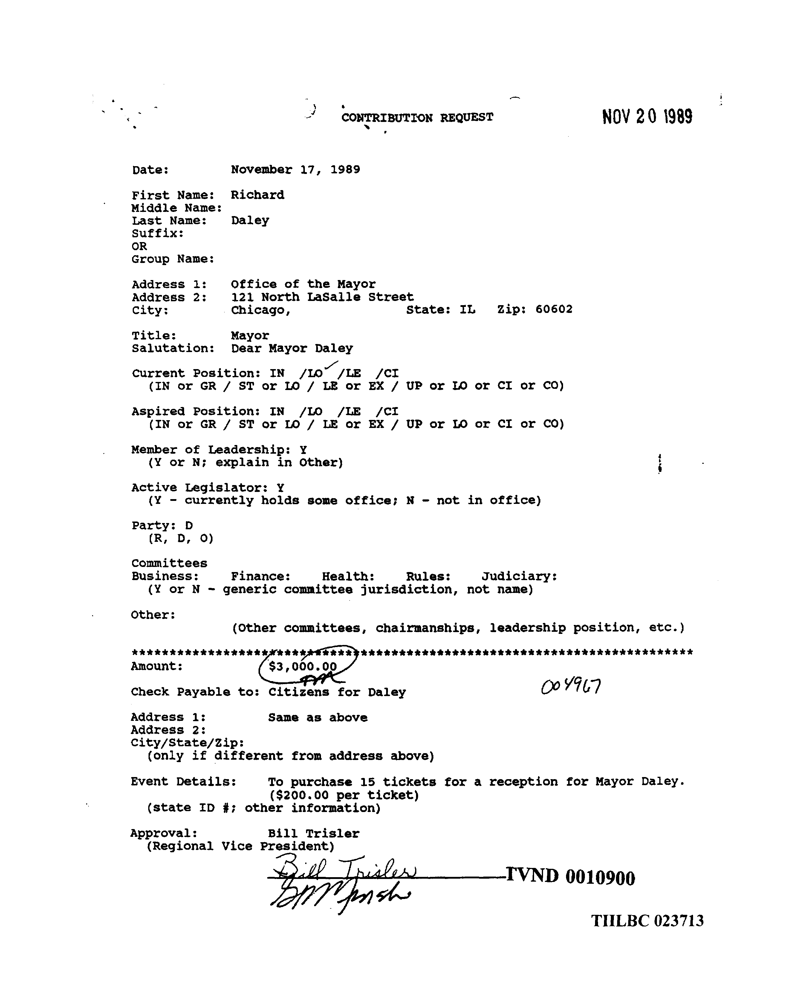 CONTRIBUTION REQUEST
NOV 20 1989
Date: November 17, 1989
First Name: Richard
Middle Name:
Last Name: Daley
Suffix:
OR
Group Name:
Address 1: Office of the Mayor
Address 2: 121 North LaSalle Street
City: Chicago, State: IL Zip: 60602
Title: Mayor
Salutation: Dear Mayor Daley
Current Position: IN /LO /LE /CI
(IN or GR / ST or LO / LE or EX / UP or LO or CI or CO)
Aspired Position: IN /LO /LE /CI
(IN or GR / ST or LO / LE or EX / UP or LO or CI or CO)
Member of Leadership: Y
(Y or N; explain in Other)
Active Legislator: Y
(Y - currently holds some office; N - not in office)
Party: D
(R, D, O)
Committees
Business: Finance: Health: Rules: Judiciary:
(Y or N - generic committee jurisdiction, not name)
Other:
(Other committees, chairmanships, leadership position, etc.)
**************************************************************************
Amount: $3,000.00
Check Payable to: Citizens for Daley
004967
Address 1: Same as above
Address 2:
City/State/Zip:
(only if different from address above)
Event Details: To purchase 15 tickets for a reception for Mayor Daley.
($200.00 per ticket)
(state ID #; other information)
Approval: Bill Trisler
(Regional Vice President)
Bill Trisler
TVND 0010900
TIILBC 023713